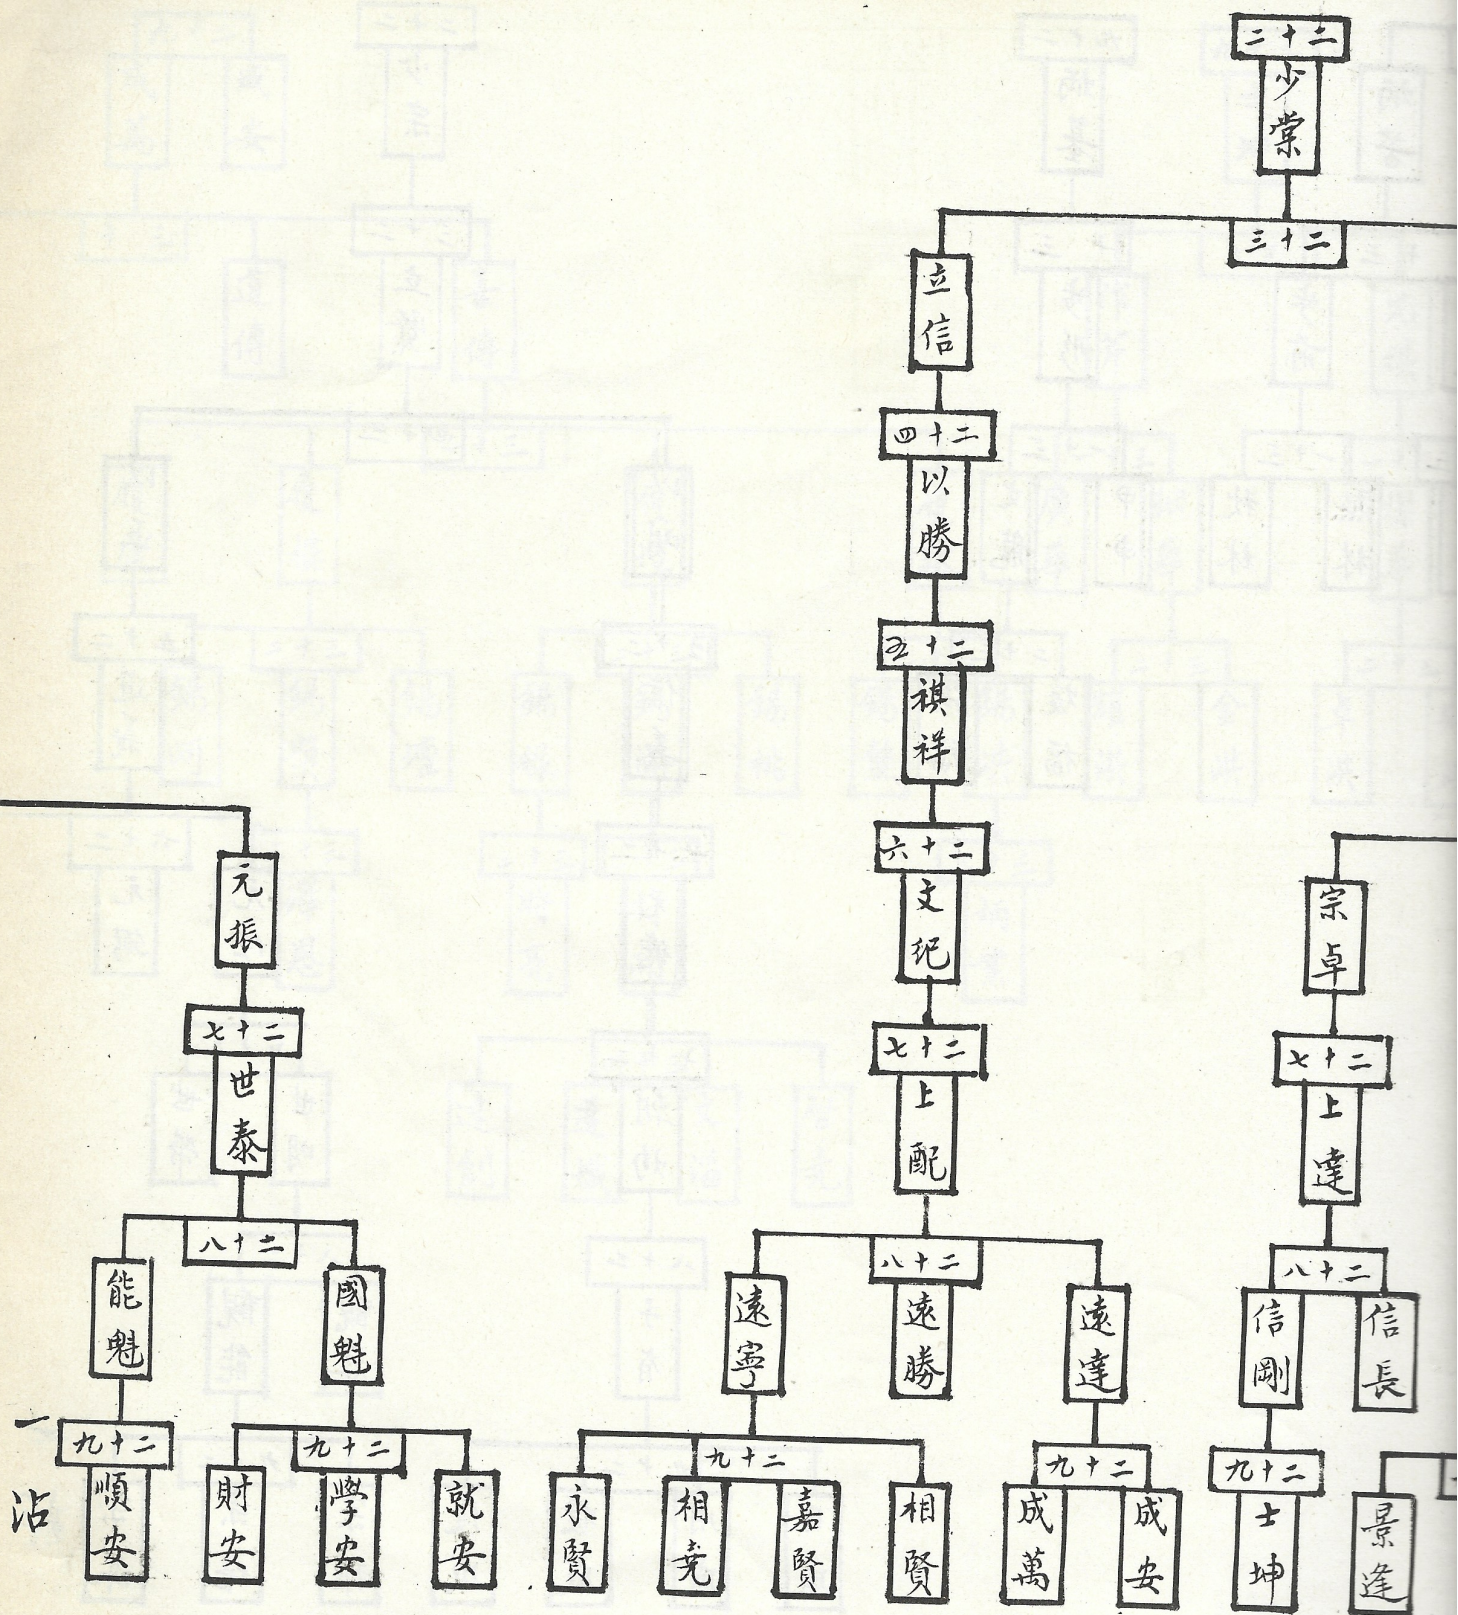 二十二
少棠
三十二
立信
四十二
以勝
五十二
祺祥
六十二
文纪
元振
宗卓
七十二
世泰
七十二
上配
七十二
上達
八十二
能魁
國魁
八十二
遠寧
遠勝
遠達
八十二
信剛
信長
九十二
順安
九十二
財安
學安
就安
九十二
永賢
相堯
嘉賢
相賢
九十二
成萬
成安
九十二
士坤
景逢
一沾